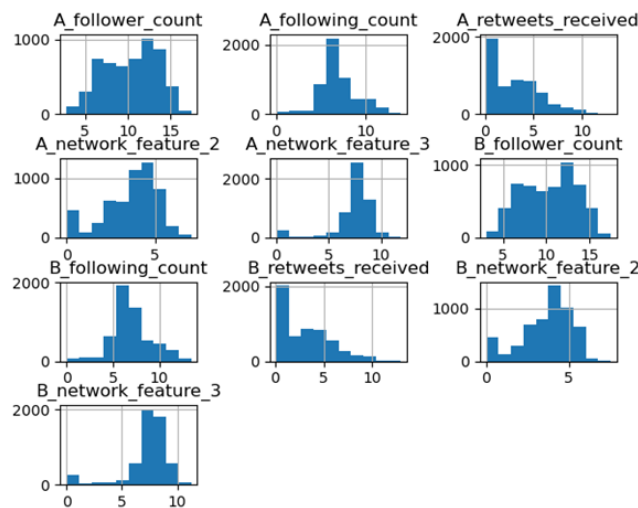 A_follower_count A_following_count A_retweets_received
1000 2000 2000
0 0 0
5 10 15 0 10 0 5 10
A_network_feature_2 A_network_feature_3 B_follower_count
1000 2000 1000
0 0 0
0 5 0 5 10 5 10 15
B_following_count B_retweets_received B_network_feature_2
2000 2000 1000
0 0 0
0 5 10 0 5 10 0 5
B_network_feature_3
2000
0
0 5 10